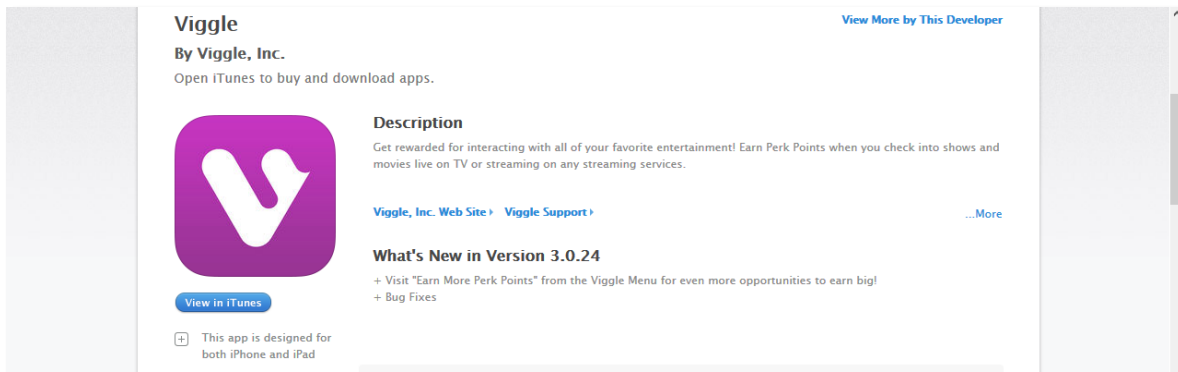 Viggle
View More by This Developer
By Viggle, Inc.
Open iTunes to buy and download apps.
Description
Get rewarded for interacting with all of your favorite entertainment! Earn Perk Points when you check into shows and
movies live on TV or streaming on any streaming services.
Viggle, Inc. Web Site Viggle Support
...More
What's New in Version 3.0.24
+ Visit "Earn More Perk Points" from the Viggle Menu for even more opportunities to earn big!
+ Bug Fixes
View in iTunes
+ This app is designed for
both iPhone and iPad